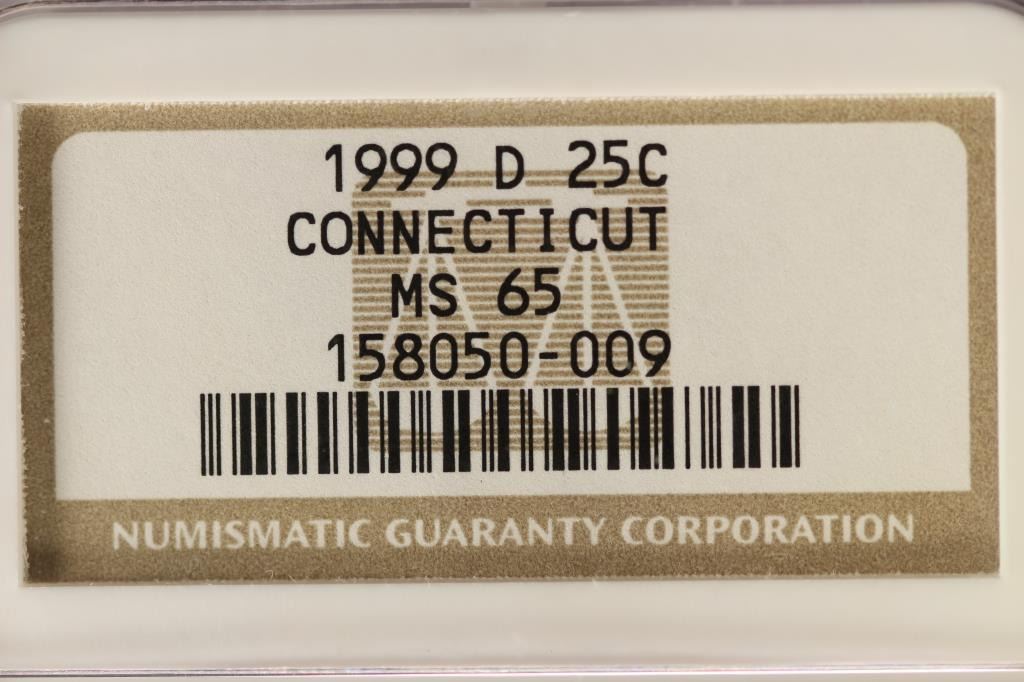 1999 D 25C
CONNECTICUT
MS 65
158050-009
NUMISMATIC GUARANTY CORPORATION